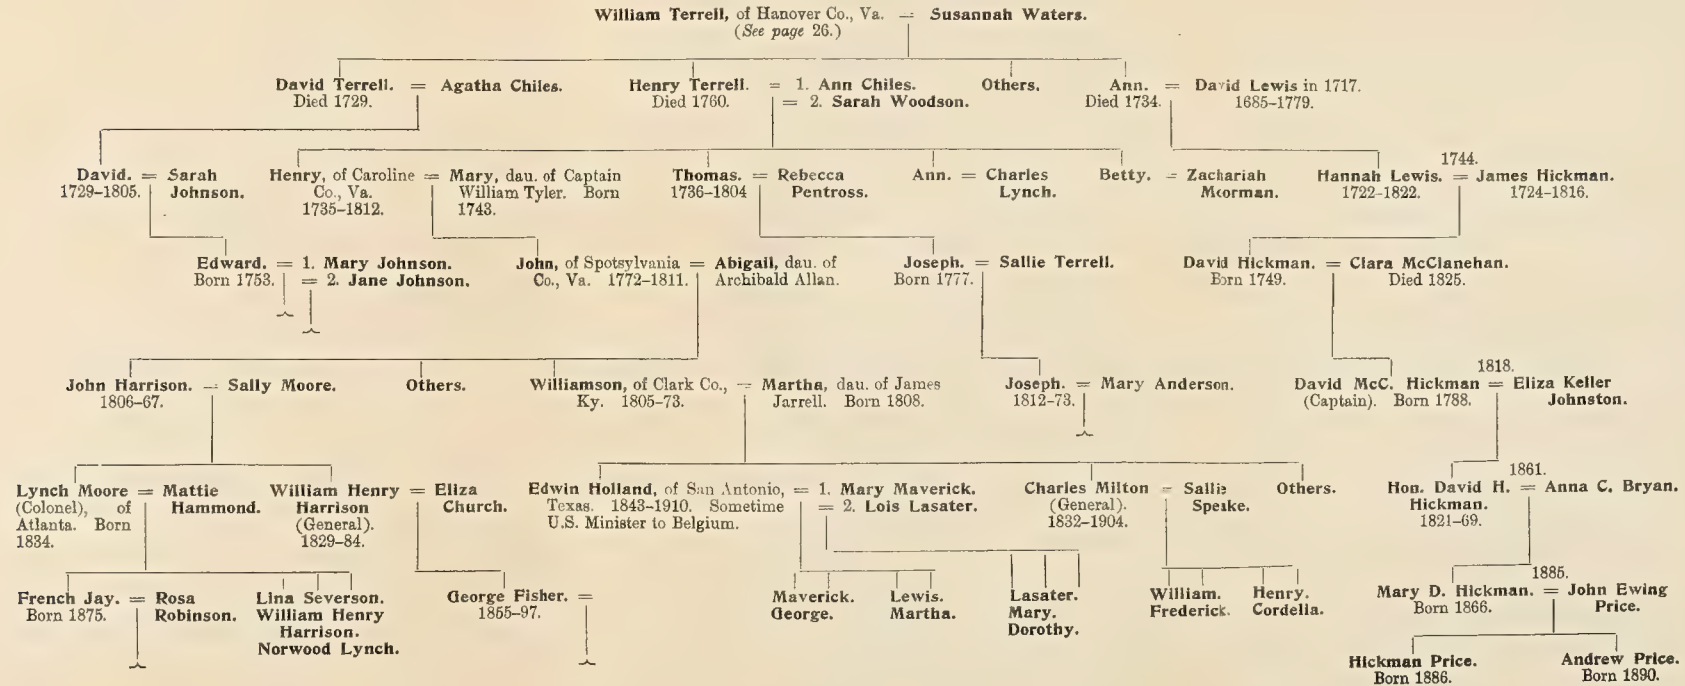 William Terrell, of Hanover Co., Va. = Susannah Waters.
(See page 26.)
David Terrell. = Agatha Chiles.
Died 1729.
Henry Terrell. = 1. Ann Chiles.
Died 1760. = 2. Sarah Woodson.
Others.
Ann. = David Lewis in 1717.
Died 1734. 1685–1779.
David. = Sarah
1729–1805. Johnson.
Henry, of Caroline = Mary, dau. of Captain
Co., Va. William Tyler. Born
1735–1812. 1743.
Thomas. = Rebecca
1736–1804 Pentross.
Ann. = Charles
Lynch.
Betty. = Zachariah
Moorman.
1744.
Hannah Lewis. = James Hickman.
1722–1822. 1724–1816.
Edward. = 1. Mary Johnson.
Born 1753. = 2. Jane Johnson.
John, of Spotsylvania = Abigail, dau. of
Co., Va. 1772–1811. Archibald Allan.
Joseph. = Sallie Terrell.
Born 1777.
David Hickman. = Clara McClanehan.
Born 1749. Died 1825.
John Harrison. = Sally Moore.
1806–67.
Others.
Williamson, of Clark Co., = Martha, dau. of James
Ky. 1805–73. Jarrell. Born 1808.
Joseph. = Mary Anderson.
1812–73.
1818.
David McC. Hickman = Eliza Keller
(Captain). Born 1788. Johnston.
Lynch Moore = Mattie
(Colonel), of Hammond.
Atlanta. Born
1834.
William Henry = Eliza
Harrison Church.
(General).
1829–84.
Edwin Holland, of San Antonio, = 1. Mary Maverick.
Texas. 1843–1910. Sometime = 2. Lois Lasater.
U.S. Minister to Belgium.
Charles Milton = Sallie
(General). Speake.
1832–1904.
Others.
1861.
Hon. David H. = Anna C. Bryan.
Hickman.
1821–69.
French Jay. = Rosa
Born 1875. Robinson.
Lina Severson.
William Henry
Harrison.
Norwood Lynch.
George Fisher. =
1855–97.
Maverick. Lewis.
George. Martha.
Lasater.
Mary.
Dorothy.
William. Henry.
Frederick. Cordelia.
1885.
Mary D. Hickman. = John Ewing
Born 1866. Price.
Hickman Price.
Born 1886.
Andrew Price.
Born 1890.